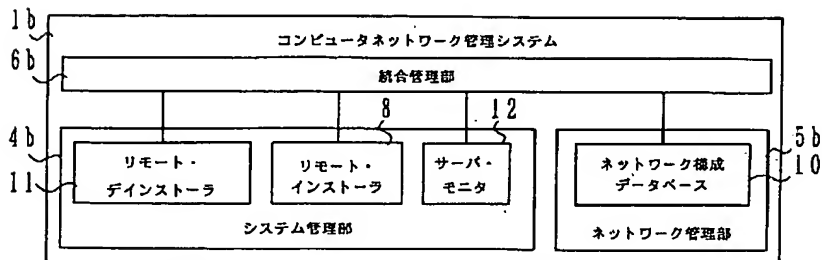 1b
コンピュータネットワーク管理システム
6b
統合管理部
8
12
4b
5b
リモート・
デインストーラ
リモート・
インストーラ
サーバ・
モニタ
ネットワーク構成
データベース
11
10
システム管理部
ネットワーク管理部